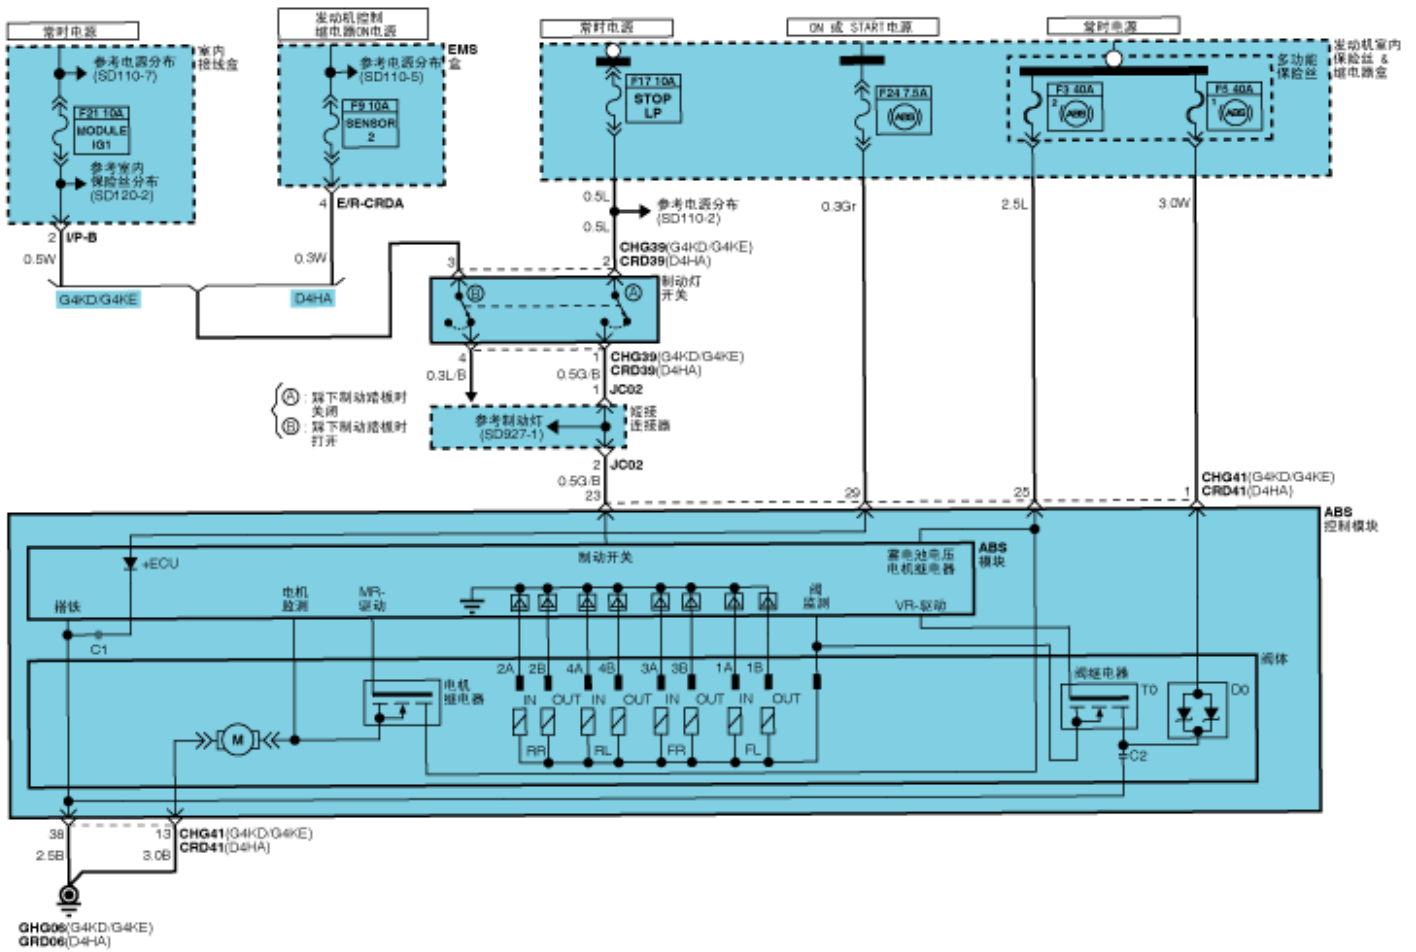 常时电源
发动机控制
继电器ON电源
常时电源
ON 或 START电源
常时电源
室内
接线盒
参考电源分布
(SD110-7)
F21 10A
MODULE
IG1
参考室内
保险丝分布
(SD120-2)
2 I/P-B
0.5W
G4KD/G4KE
EMS
盒
参考电源分布
(SD110-5)
F9 10A
SENSOR
2
4 E/R-CRDA
0.3W
D4HA
F17 10A
STOP
LP
F24 7.5A
ABS
F3 40A
2 ABS
F5 40A
1 ABS
多功能
保险丝
发动机室内
保险丝 &
继电器盒
0.5L
参考电源分布
(SD110-2)
0.5L
0.3Gr
2.5L
3.0W
CHG39(G4KD/G4KE)
CRD39(D4HA)
3
2
制动灯
开关
B
A
4
1
CHG39(G4KD/G4KE)
CRD39(D4HA)
0.3L/B
0.5G/B
1 JC02
A : 踩下制动踏板时
关闭
B : 踩下制动踏板时
打开
参考制动灯
(SD927-1)
短接
连接器
2 JC02
0.5G/B
23
29
25
1
CHG41(G4KD/G4KE)
CRD41(D4HA)
ABS
控制模块
+ECU
制动开关
蓄电池电压
电机继电器
ABS
模块
搭铁
电机
监测
MR-
驱动
阀
监测
VR-驱动
C1
2A 2B 4A 4B 3A 3B 1A 1B
阀体
电机
继电器
IN OUT IN OUT IN OUT IN OUT
阀继电器
T0
D0
M
RR RL FR FL
C2
38
13
CHG41(G4KD/G4KE)
CRD41(D4HA)
2.5B
3.0B
GHG06(G4KD/G4KE)
GRD06(D4HA)